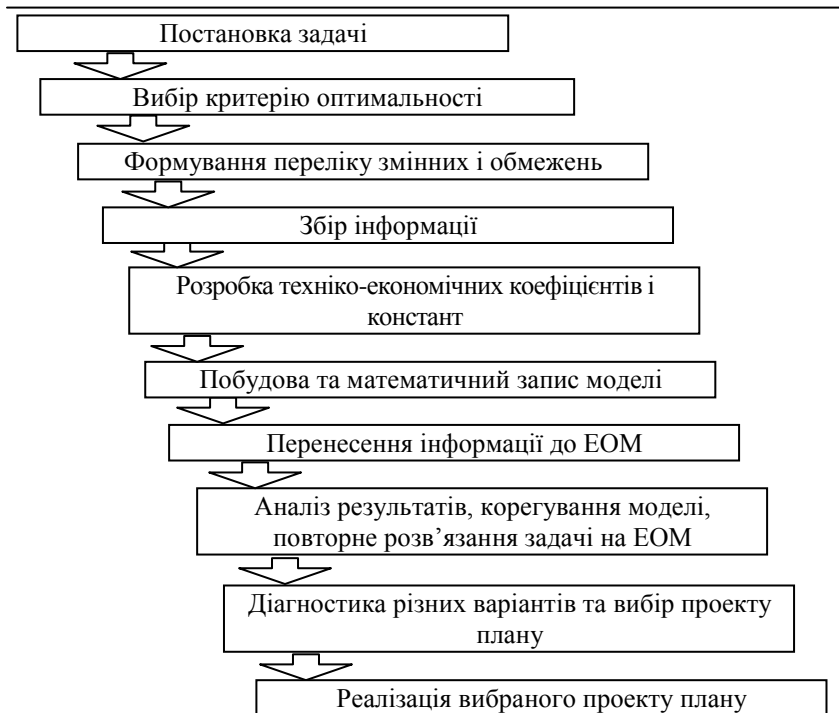 Постановка задачі
Вибір критерію оптимальності
Формування переліку змінних і обмежень
Збір інформації
Розробка техніко-економічних коефіцієнтів і
констант
Побудова та математичний запис моделі
Перенесення інформації до ЕОМ
Аналіз результатів, корегування моделі,
повторне розв’язання задачі на ЕОМ
Діагностика різних варіантів та вибір проекту
плану
Реалізація вибраного проекту плану